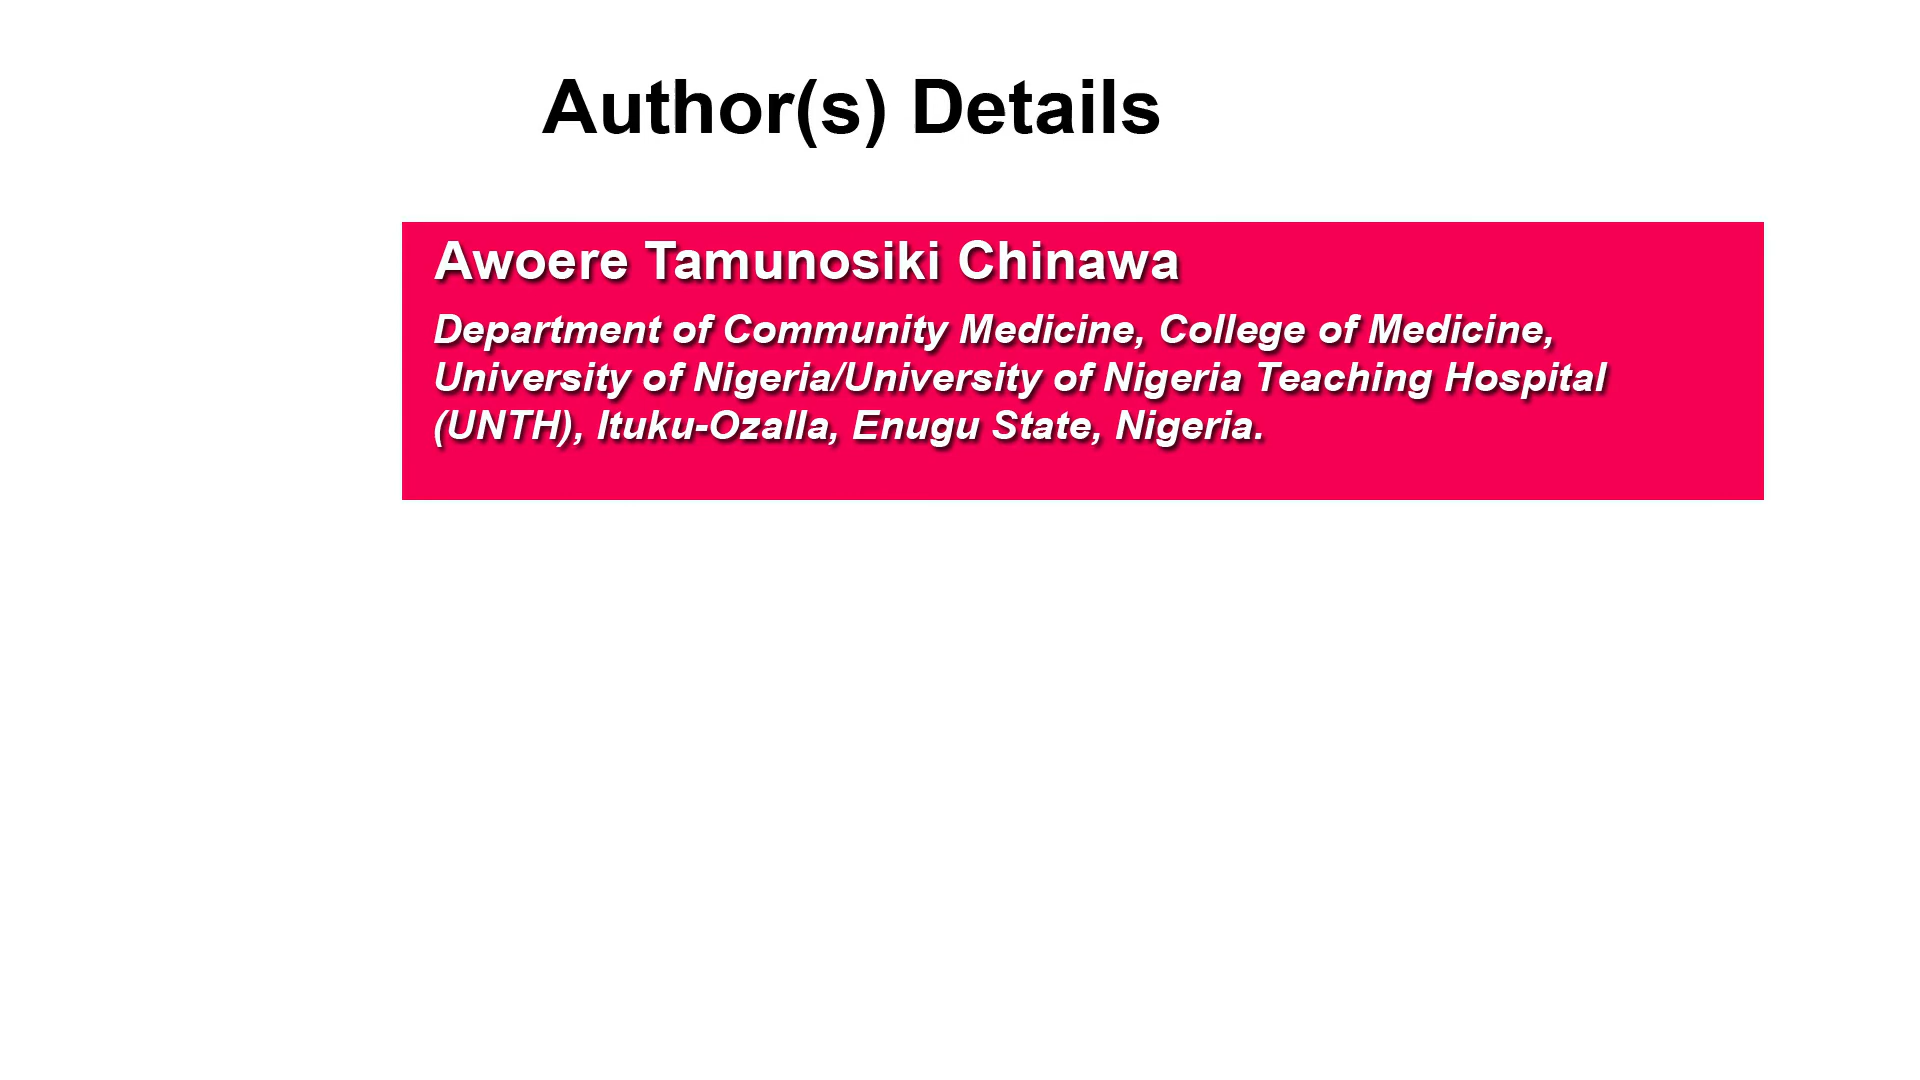 Author(s) Details
Awoere Tamunosiki Chinawa
Department of Community Medicine, College of Medicine,
University of Nigeria/University of Nigeria Teaching Hospital
(UNTH), Ituku-Ozalla, Enugu State, Nigeria.